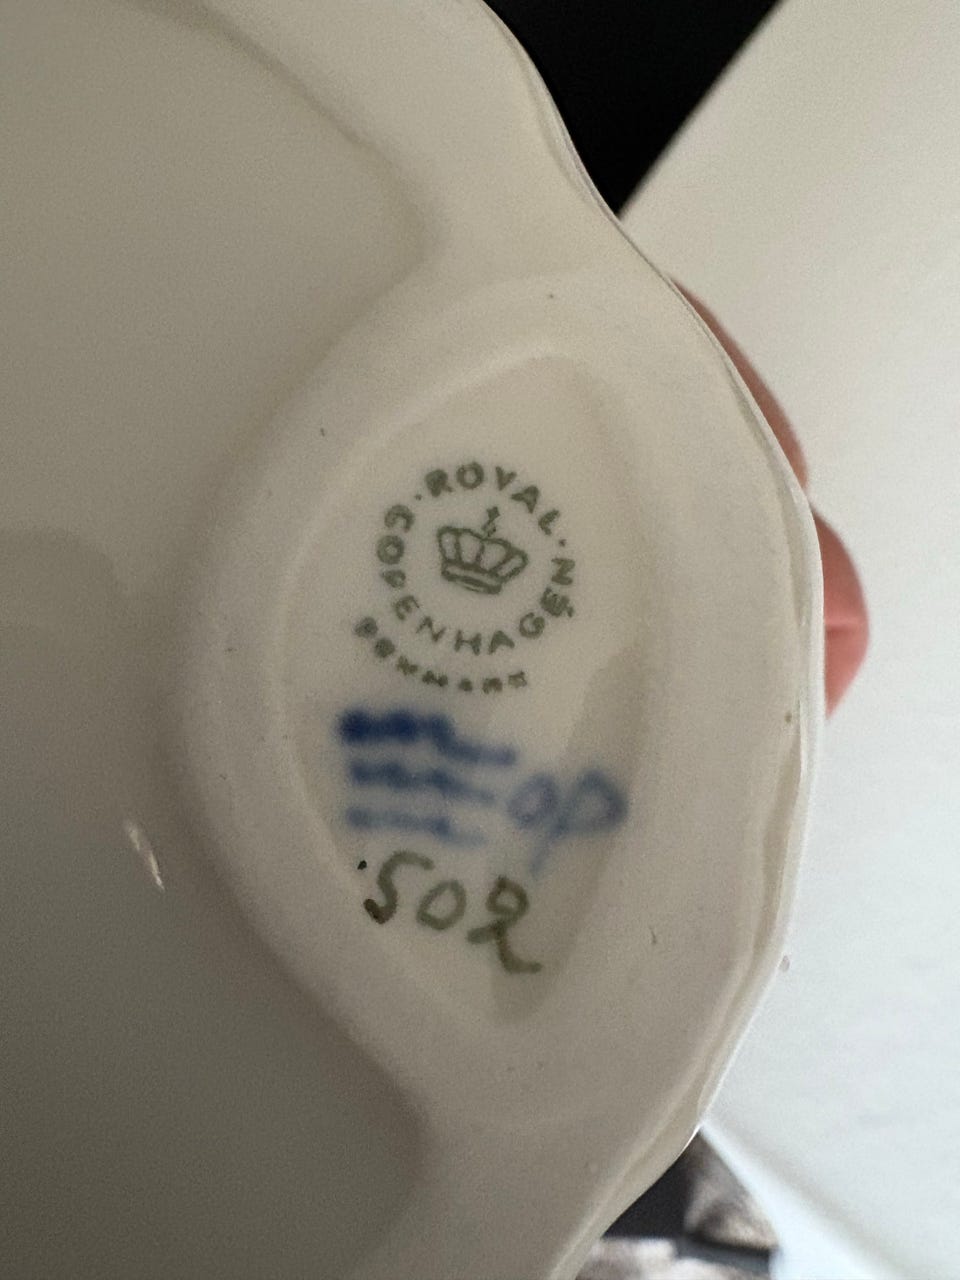 ROYAL
COPENHAGEN
DENMARK
502